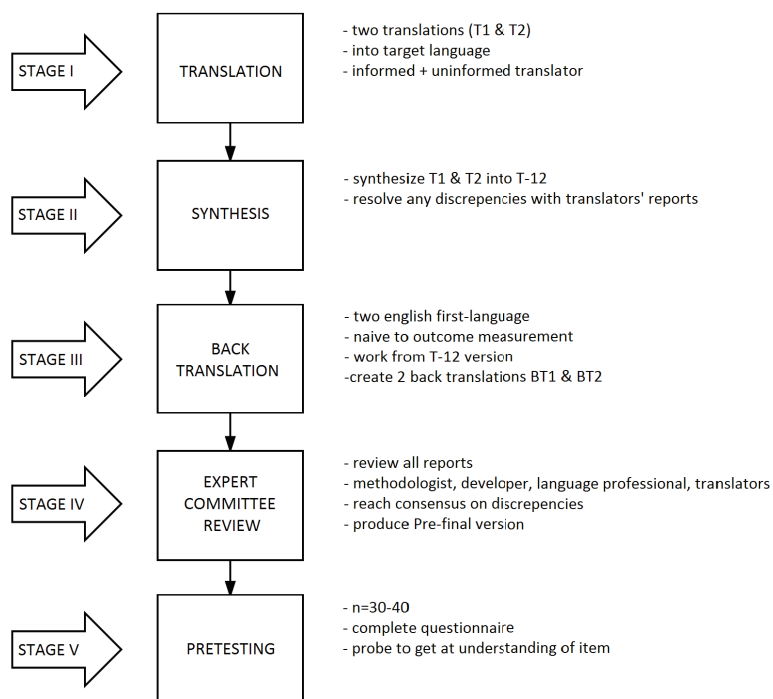 STAGE I
TRANSLATION
- two translations (T1 & T2)
- into target language
- informed + uninformed translator
STAGE II
SYNTHESIS
- synthesize T1 & T2 into T-12
- resolve any discrepencies with translators' reports
STAGE III
BACK
TRANSLATION
- two english first-language
- naive to outcome measurement
- work from T-12 version
-create 2 back translations BT1 & BT2
STAGE IV
EXPERT
COMMITTEE
REVIEW
- review all reports
- methodologist, developer, language professional, translators
- reach consensus on discrepencies
- produce Pre-final version
STAGE V
PRETESTING
- n=30-40
- complete questionnaire
- probe to get at understanding of item